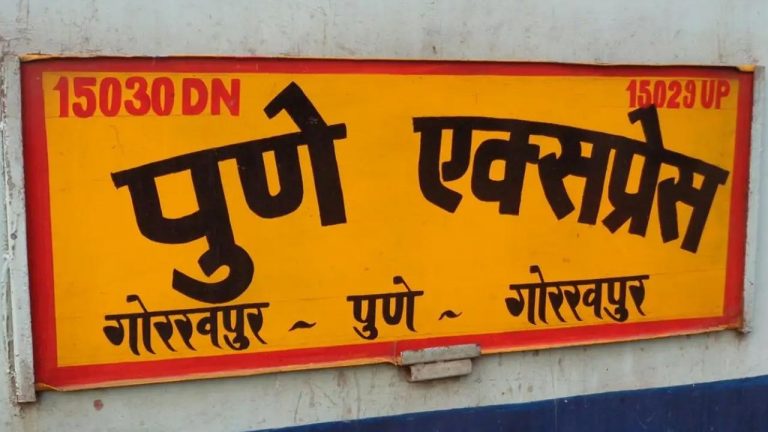 15030 DN 15029 UP
पुणे एक्सप्रेस
गोरखपुर ~ पुणे ~ गोरखपुर